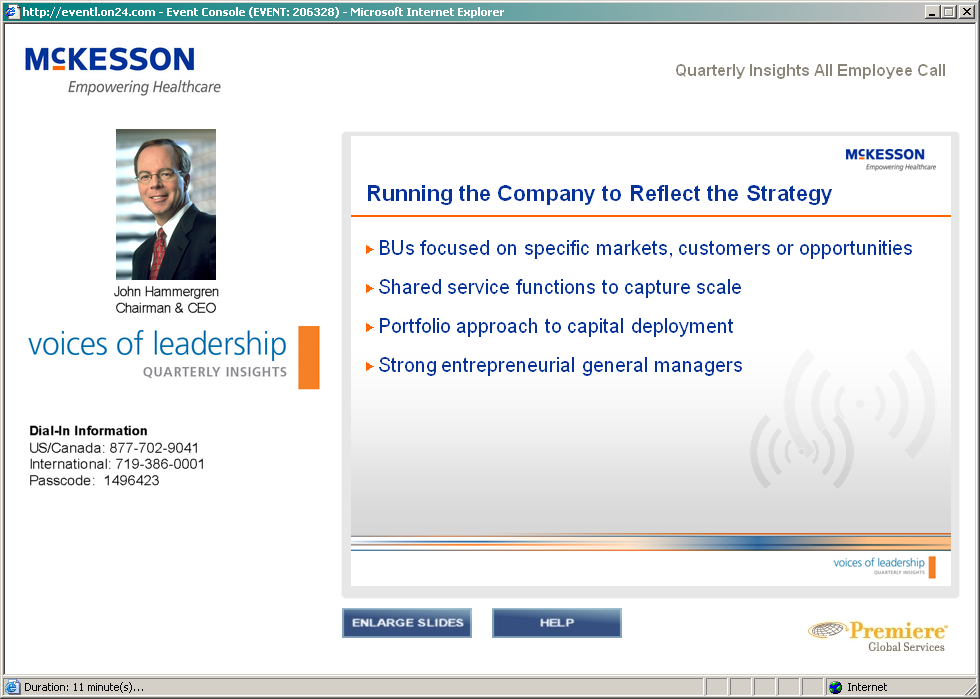 http://event1.on24.com - Event Console (EVENT: 206328) - Microsoft Internet Explorer
McKESSON
Empowering Healthcare
Quarterly Insights All Employee Call
John Hammergren
Chairman & CEO
voices of leadership
QUARTERLY INSIGHTS
Dial-In Information
US/Canada: 877-702-9041
International: 719-386-0001
Passcode: 1496423
McKESSON
Empowering Healthcare
Running the Company to Reflect the Strategy
BUs focused on specific markets, customers or opportunities
Shared service functions to capture scale
Portfolio approach to capital deployment
Strong entrepreneurial general managers
voices of leadership
QUARTERLY INSIGHTS
ENLARGE SLIDES
HELP
Premiere
Global Services
Duration: 11 minute(s)...
Internet